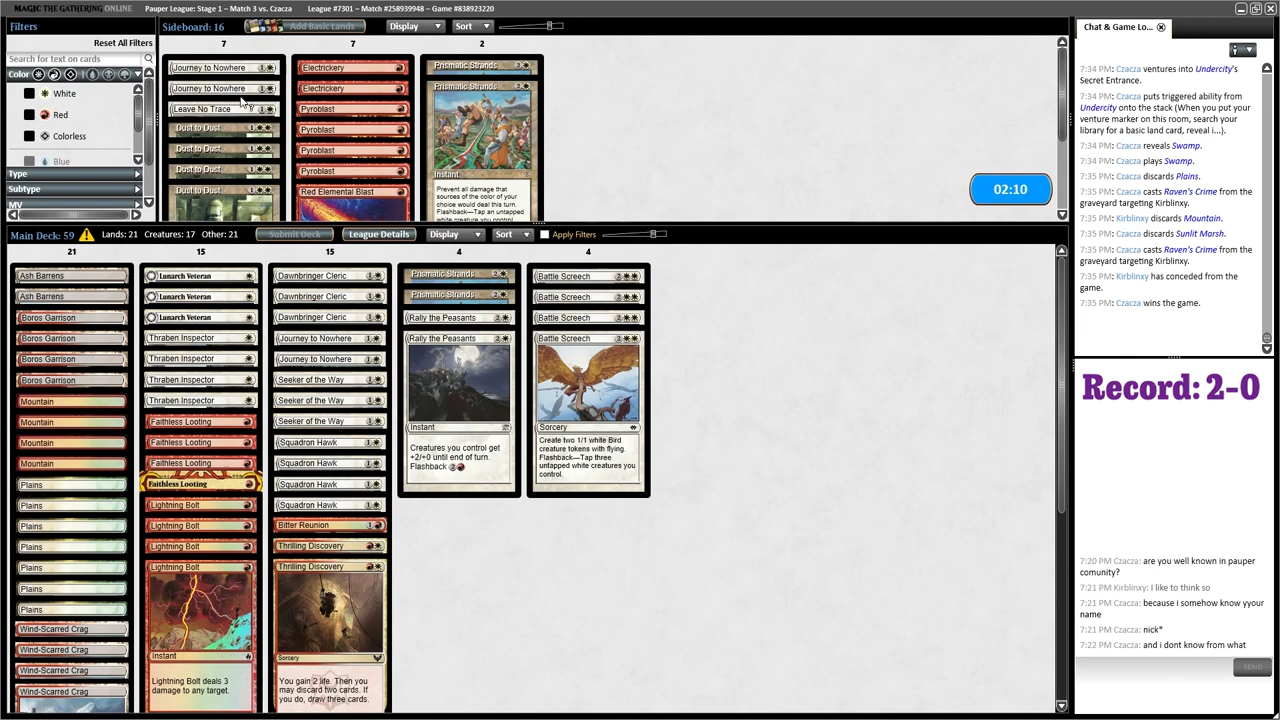 MAGIC THE GATHERING ONLINE
Pauper League: Stage 1 – Match 3 vs. Czacza
League #7301 – Match #258939948 – Game #838923220
Filters
Reset All Filters
Search for text on cards
Color
White
Red
Colorless
Blue
Type
Subtype
MV
Sideboard: 16
Add Basic Lands
Display
Sort
7
7
2
Journey to Nowhere
Journey to Nowhere
Leave No Trace
Dust to Dust
Dust to Dust
Dust to Dust
Dust to Dust
Electrickery
Electrickery
Pyroblast
Pyroblast
Pyroblast
Pyroblast
Red Elemental Blast
Prismatic Strands
Prismatic Strands
Instant
Prevent all damage that
sources of the color of your
choice would deal this turn.
Flashback—Tap an untapped
white creature you control.
02:10
Main Deck: 59
Lands: 21 Creatures: 17 Other: 21
Submit Deck
League Details
Display
Sort
Apply Filters
21
15
15
4
4
Ash Barrens
Ash Barrens
Boros Garrison
Boros Garrison
Boros Garrison
Boros Garrison
Mountain
Mountain
Mountain
Mountain
Plains
Plains
Plains
Plains
Plains
Plains
Plains
Wind-Scarred Crag
Wind-Scarred Crag
Wind-Scarred Crag
Wind-Scarred Crag
Lunarch Veteran
Lunarch Veteran
Lunarch Veteran
Thraben Inspector
Thraben Inspector
Thraben Inspector
Thraben Inspector
Faithless Looting
Faithless Looting
Faithless Looting
Faithless Looting
Lightning Bolt
Lightning Bolt
Lightning Bolt
Lightning Bolt
Instant
Lightning Bolt deals 3
damage to any target.
Dawnbringer Cleric
Dawnbringer Cleric
Dawnbringer Cleric
Journey to Nowhere
Journey to Nowhere
Seeker of the Way
Seeker of the Way
Seeker of the Way
Squadron Hawk
Squadron Hawk
Squadron Hawk
Squadron Hawk
Bitter Reunion
Thrilling Discovery
Thrilling Discovery
Sorcery
You gain 2 life. Then you
may discard two cards. If
you do, draw three cards.
Prismatic Strands
Prismatic Strands
Rally the Peasants
Rally the Peasants
Instant
Creatures you control get
+2/+0 until end of turn.
Flashback 2
Battle Screech
Battle Screech
Battle Screech
Battle Screech
Sorcery
Create two 1/1 white Bird
creature tokens with flying.
Flashback—Tap three
untapped white creatures you
control.
Chat & Game Lo...
7:34 PM: Czacza ventures into Undercity's
Secret Entrance.
7:34 PM: Czacza puts triggered ability from
Undercity onto the stack (When you put your
venture marker on this room, search your
library for a basic land card, reveal i...).
7:34 PM: Czacza reveals Swamp.
7:34 PM: Czacza plays Swamp.
7:35 PM: Czacza discards Plains.
7:35 PM: Czacza casts Raven's Crime from the
graveyard targeting Kirblinxy.
7:35 PM: Kirblinxy discards Mountain.
7:35 PM: Czacza discards Sunlit Marsh.
7:35 PM: Czacza casts Raven's Crime from the
graveyard targeting Kirblinxy.
7:35 PM: Kirblinxy has conceded from the
game.
7:35 PM: Czacza wins the game.
Record: 2-0
7:20 PM Czacza: are you well known in pauper
comunity?
7:21 PM Kirblinxy: I like to think so
7:21 PM Czacza: because i somehow know yyour
name
7:21 PM Czacza: nick*
7:22 PM Czacza: and i dont know from what
SEND